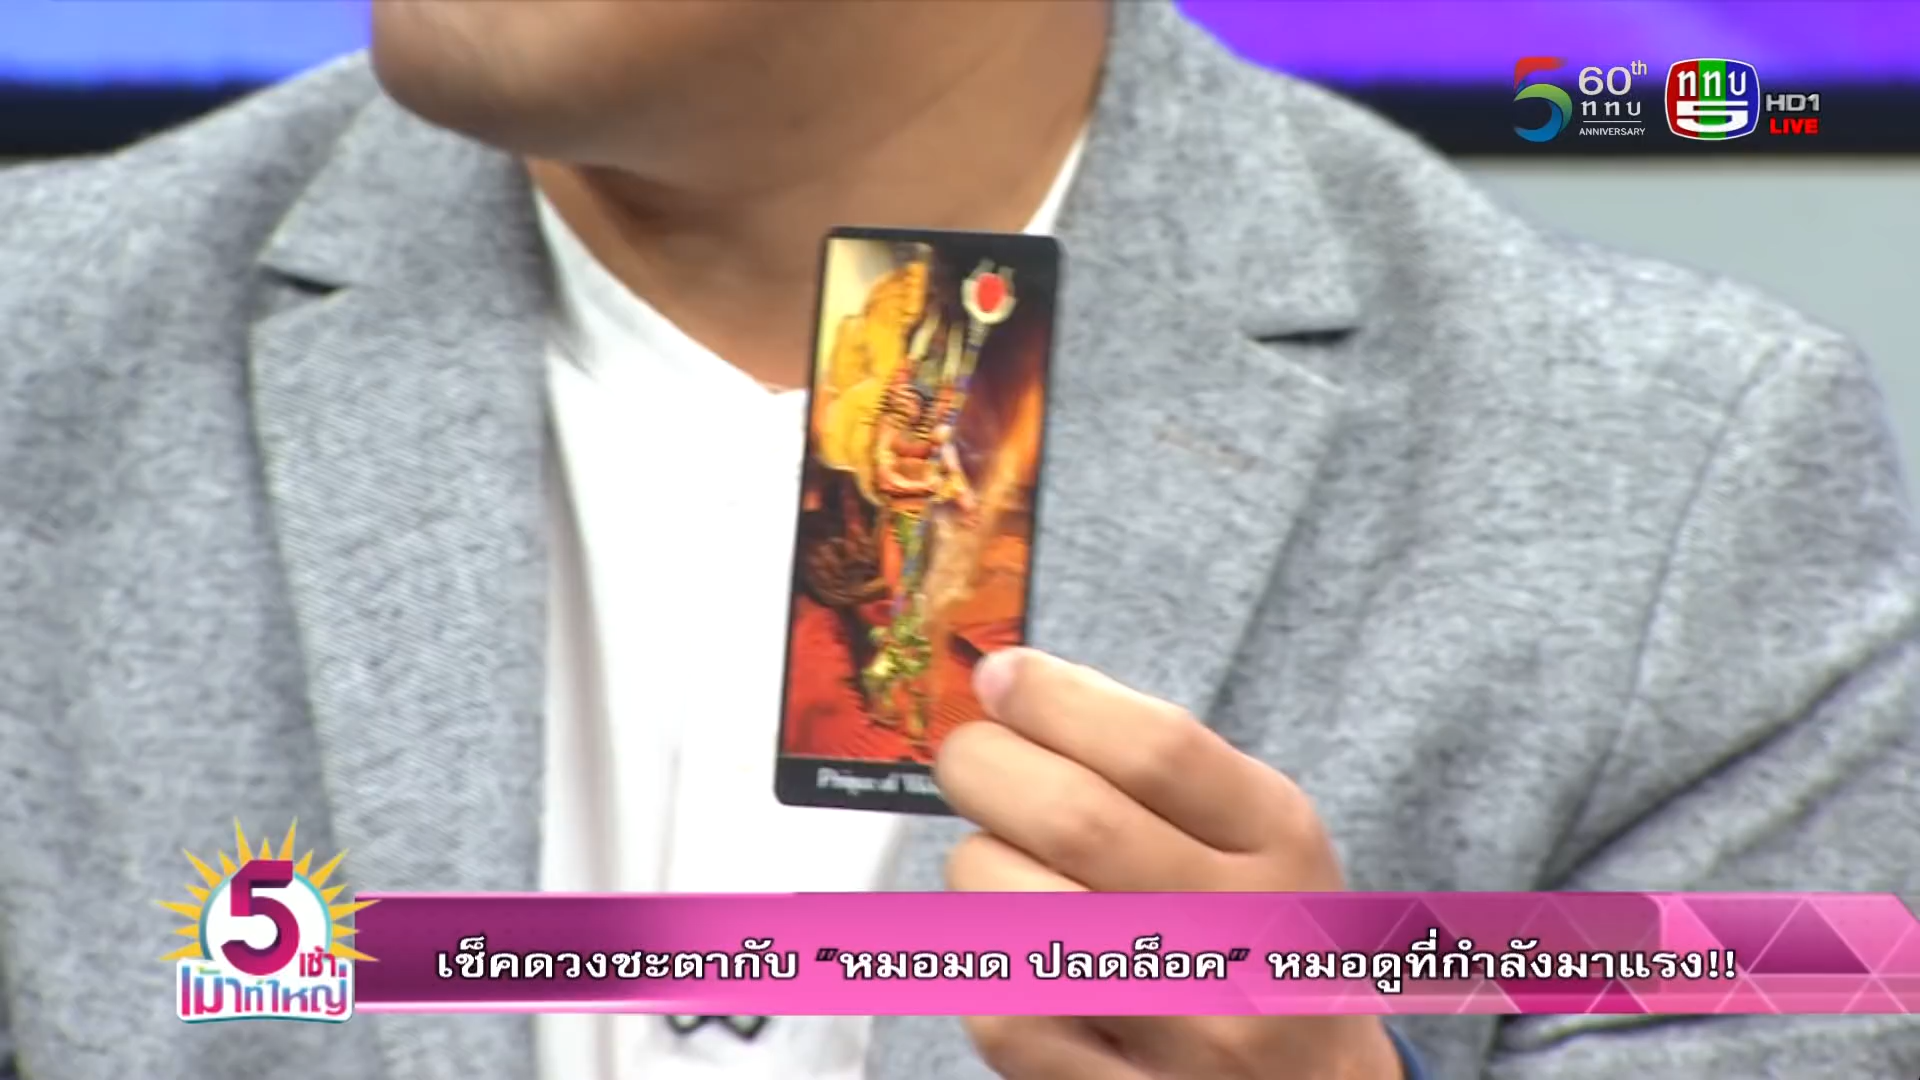 5 60th
ททบ
ANNIVERSARY
ททบ
5
HD1
LIVE
5
เช้า
เม้าท์ใหญ่
เช็คดวงชะตากับ "หมอมด ปลดล็อค" หมอดูที่กำลังมาแรง!!